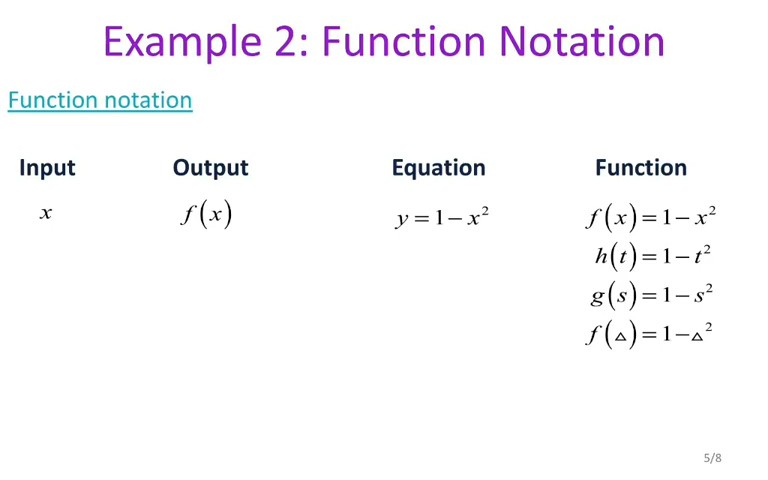 Example 2: Function Notation
Function notation
Input Output Equation Function
x f(x) y = 1 − x² f(x) = 1 − x²
h(t) = 1 − t²
g(s) = 1 − s²
f(△) = 1 − △²
5/8